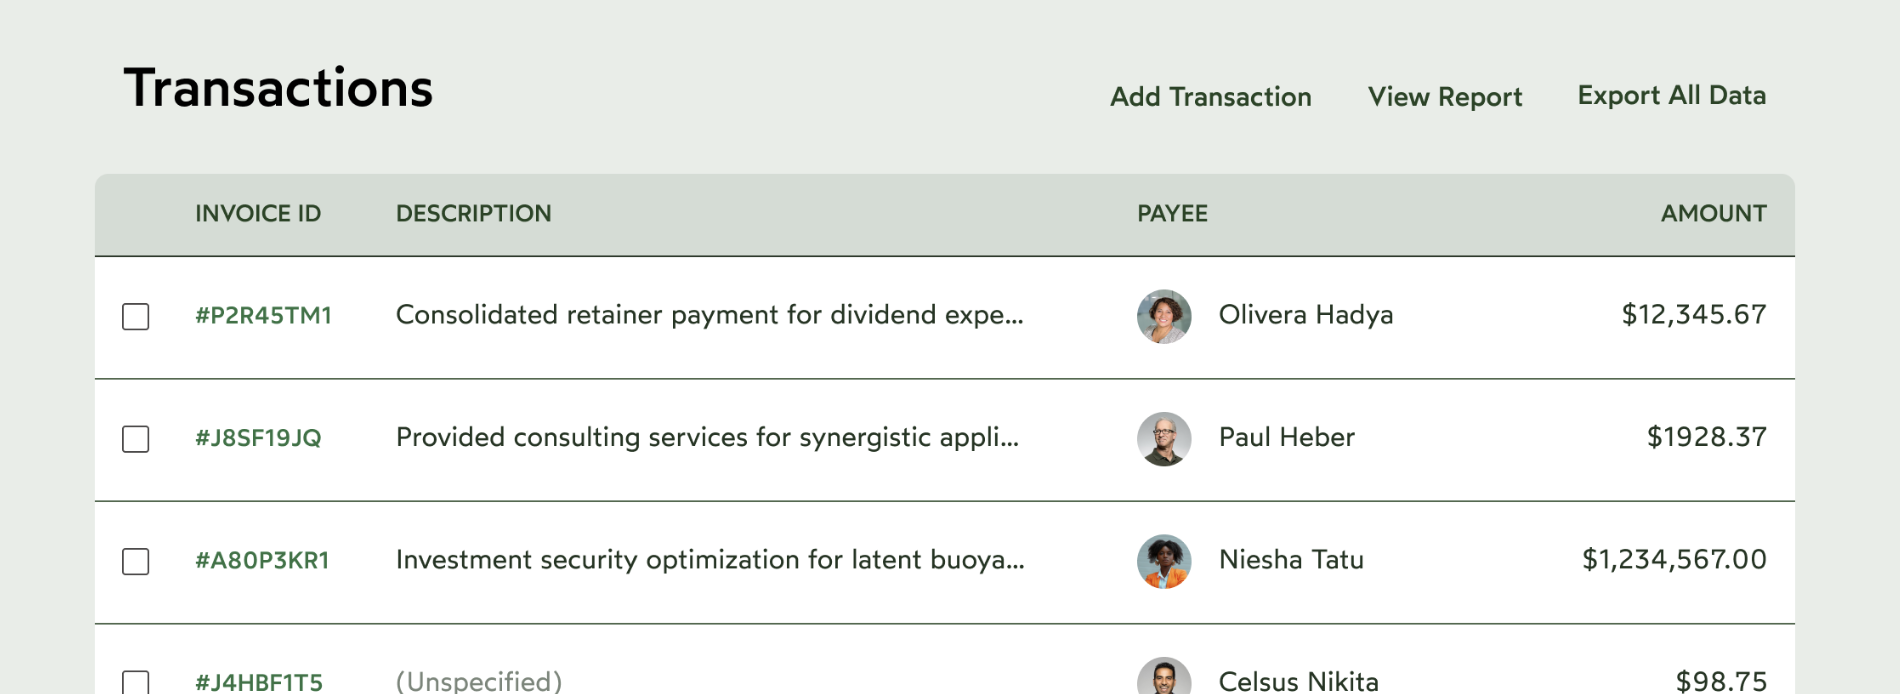 Transactions
Add Transaction View Report Export All Data
INVOICE ID DESCRIPTION PAYEE AMOUNT
#P2R45TM1 Consolidated retainer payment for dividend expe... Olivera Hadya $12,345.67
#J8SF19JQ Provided consulting services for synergistic appli... Paul Heber $1928.37
#A80P3KR1 Investment security optimization for latent buoya... Niesha Tatu $1,234,567.00
#J4HBF1T5 (Unspecified) Celsus Nikita $98.75